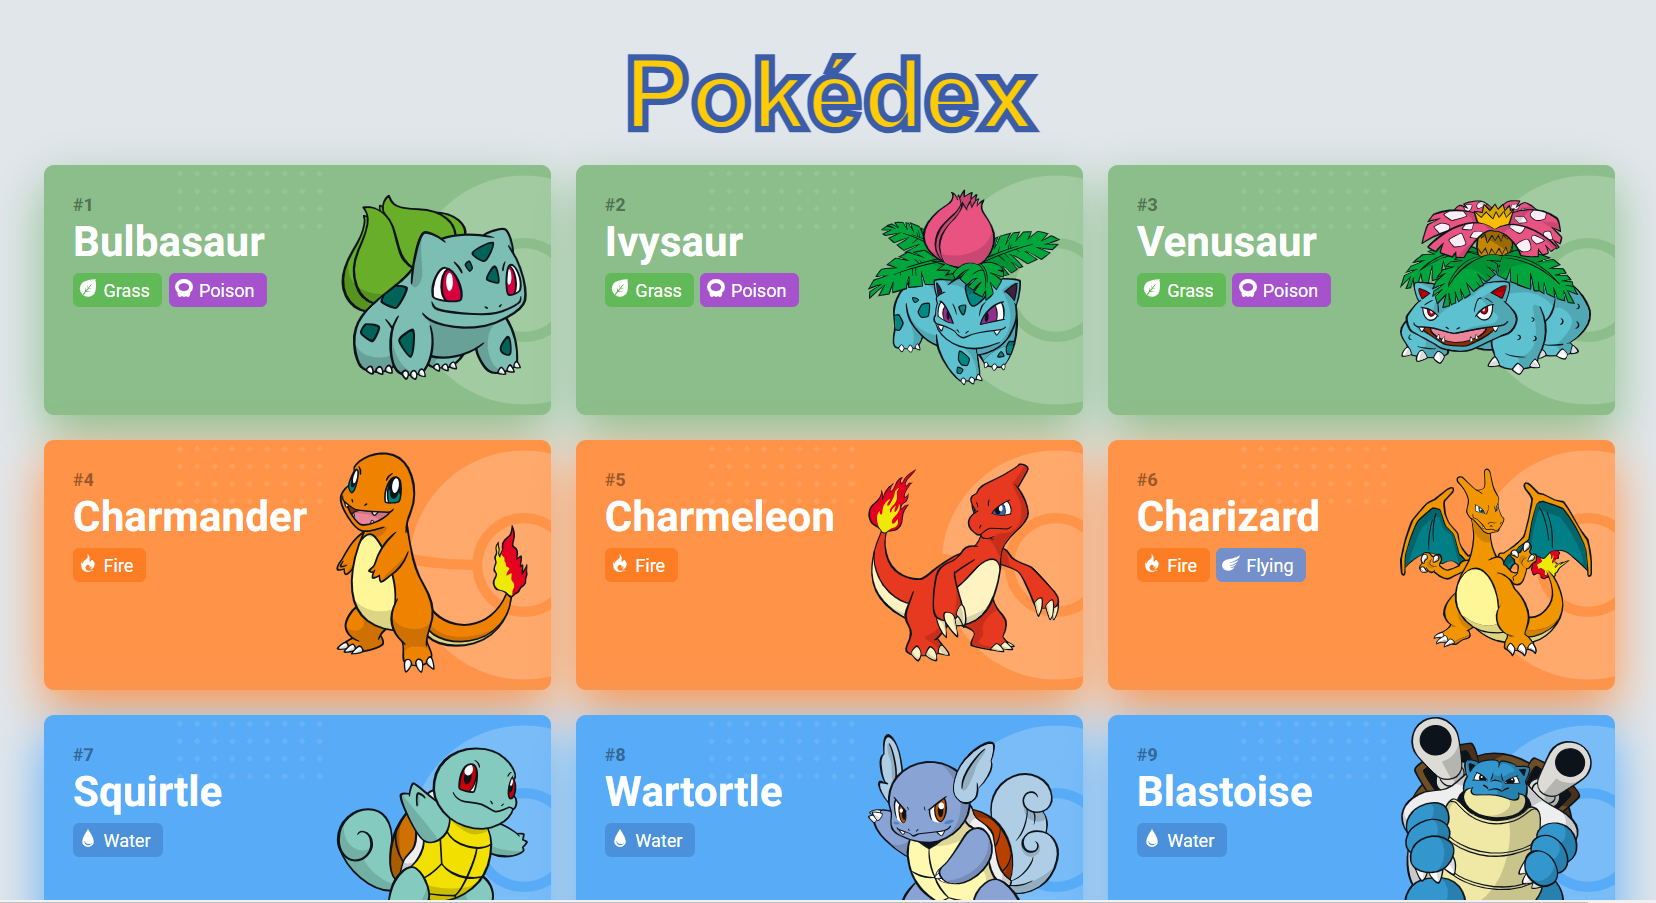 Pokédex
#1
Bulbasaur
Grass Poison
#2
Ivysaur
Grass Poison
#3
Venusaur
Grass Poison
#4
Charmander
Fire
#5
Charmeleon
Fire
#6
Charizard
Fire Flying
#7
Squirtle
Water
#8
Wartortle
Water
#9
Blastoise
Water